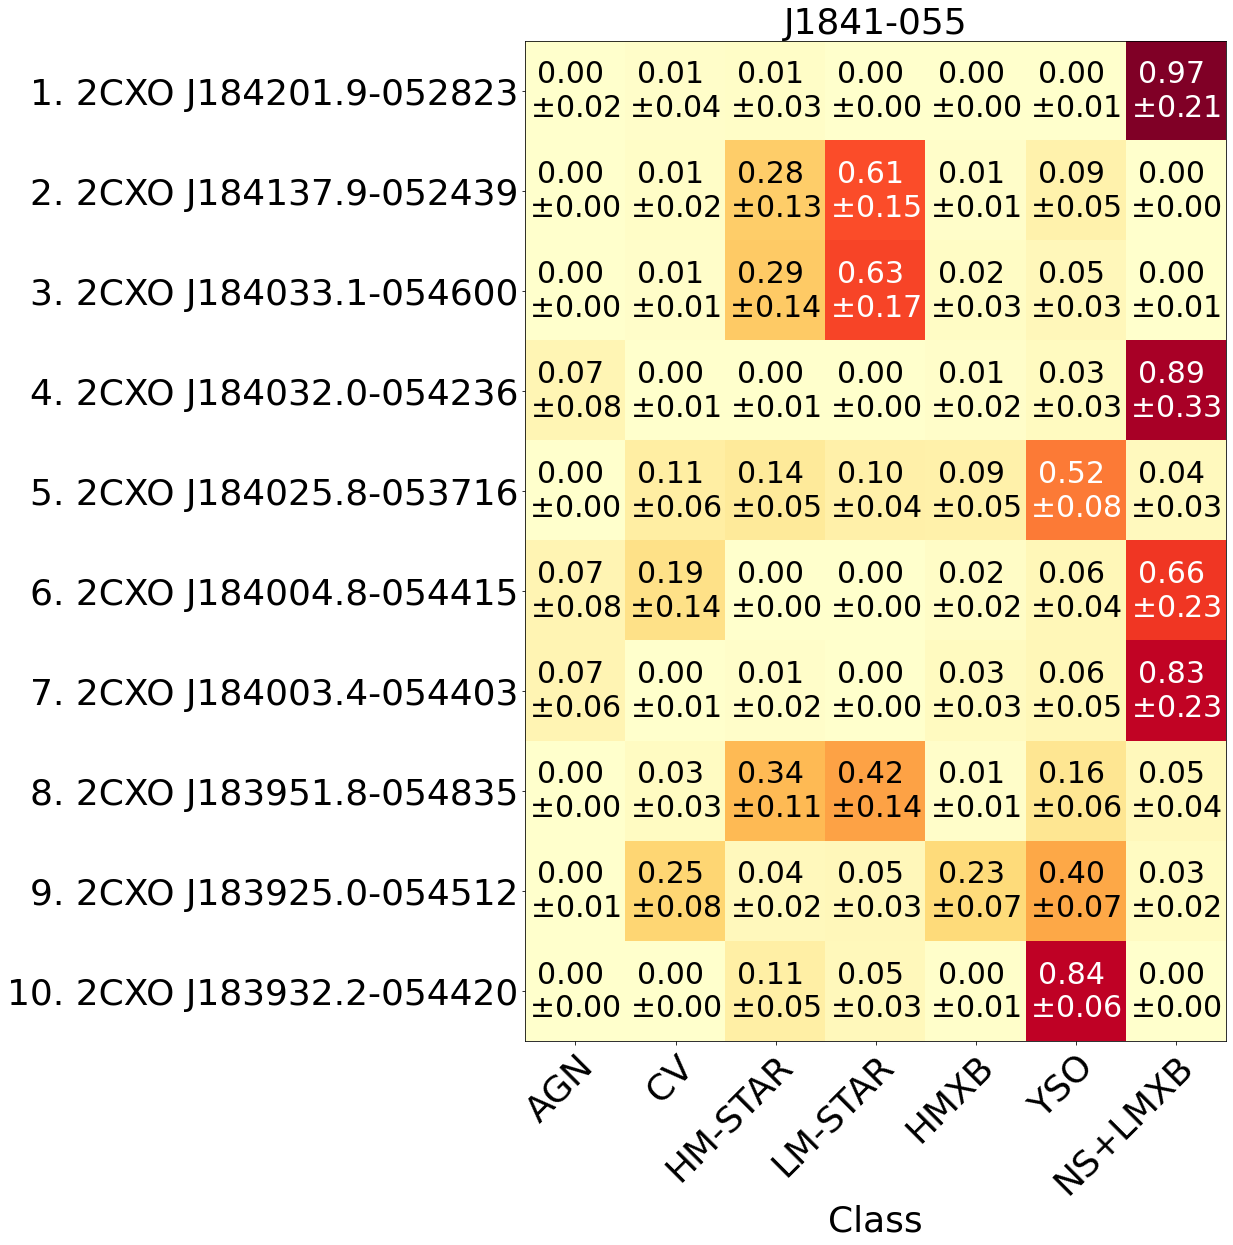 J1841-055
1. 2CXO J184201.9-052823 0.00 0.01 0.01 0.00 0.00 0.00 0.97
±0.02 ±0.04 ±0.03 ±0.00 ±0.00 ±0.01 ±0.21
2. 2CXO J184137.9-052439 0.00 0.01 0.28 0.61 0.01 0.09 0.00
±0.00 ±0.02 ±0.13 ±0.15 ±0.01 ±0.05 ±0.00
3. 2CXO J184033.1-054600 0.00 0.01 0.29 0.63 0.02 0.05 0.00
±0.00 ±0.01 ±0.14 ±0.17 ±0.03 ±0.03 ±0.01
4. 2CXO J184032.0-054236 0.07 0.00 0.00 0.00 0.01 0.03 0.89
±0.08 ±0.01 ±0.01 ±0.00 ±0.02 ±0.03 ±0.33
5. 2CXO J184025.8-053716 0.00 0.11 0.14 0.10 0.09 0.52 0.04
±0.00 ±0.06 ±0.05 ±0.04 ±0.05 ±0.08 ±0.03
6. 2CXO J184004.8-054415 0.07 0.19 0.00 0.00 0.02 0.06 0.66
±0.08 ±0.14 ±0.00 ±0.00 ±0.02 ±0.04 ±0.23
7. 2CXO J184003.4-054403 0.07 0.00 0.01 0.00 0.03 0.06 0.83
±0.06 ±0.01 ±0.02 ±0.00 ±0.03 ±0.05 ±0.23
8. 2CXO J183951.8-054835 0.00 0.03 0.34 0.42 0.01 0.16 0.05
±0.00 ±0.03 ±0.11 ±0.14 ±0.01 ±0.06 ±0.04
9. 2CXO J183925.0-054512 0.00 0.25 0.04 0.05 0.23 0.40 0.03
±0.01 ±0.08 ±0.02 ±0.03 ±0.07 ±0.07 ±0.02
10. 2CXO J183932.2-054420 0.00 0.00 0.11 0.05 0.00 0.84 0.00
±0.00 ±0.00 ±0.05 ±0.03 ±0.01 ±0.06 ±0.00
AGN CV HM-STAR LM-STAR HMXB YSO NS+LMXB
Class